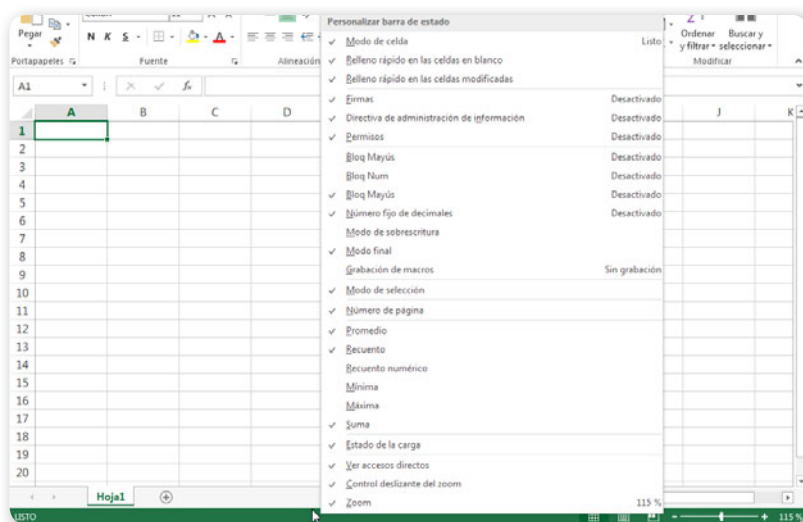 Personalizar barra de estado
Pegar
N K S
A
Ordenar Buscar y
y filtrar seleccionar
Portapapeles Fuente Alineación Modificar
A1 fx
A B C D J K
1
2
3
4
5
6
7
8
9
10
11
12
13
14
15
16
17
18
19
20
Modo de celda Listo
Relleno rápido en las celdas en blanco
Relleno rápido en las celdas modificadas
Firmas Desactivado
Directiva de administración de información Desactivado
Permisos Desactivado
Bloq Mayús Desactivado
Bloq Num Desactivado
Bloq Mayús Desactivado
Número fijo de decimales Desactivado
Modo de sobrescritura
Modo final
Grabación de macros Sin grabación
Modo de selección
Número de página
Promedio
Recuento
Recuento numérico
Mínima
Máxima
Suma
Estado de la carga
Ver accesos directos
Control deslizante del zoom
Zoom 115 %
Hoja1
LISTO 115 %